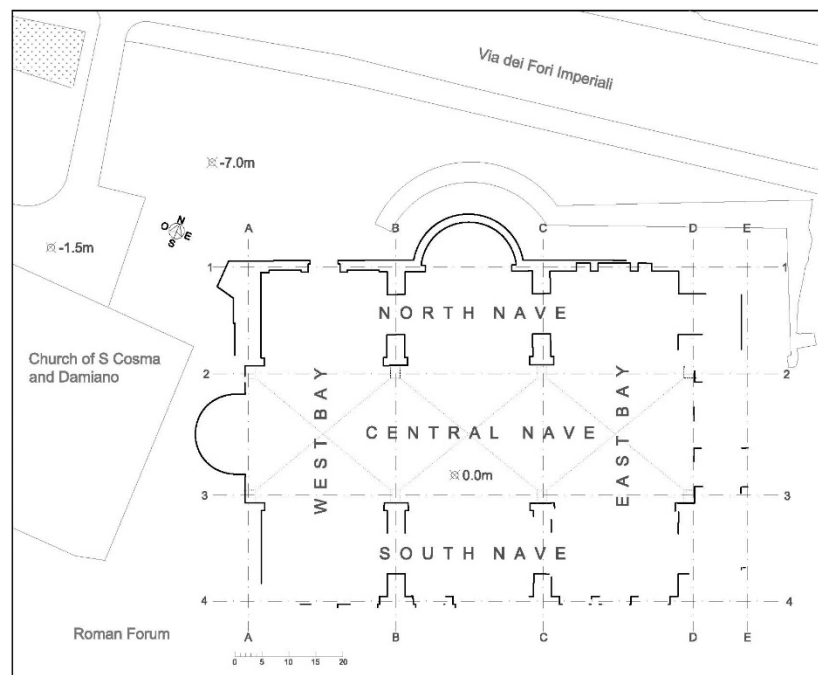 Via dei Fori Imperiali
-7.0m
N
O
E
S
-1.5m
A B C D E
1 1
NORTH NAVE
Church of S Cosma
and Damiano
2 2
WEST BAY
CENTRAL NAVE
EAST BAY
0.0m
3 3
SOUTH NAVE
4 4
Roman Forum
A B C D E
0 5 10 20